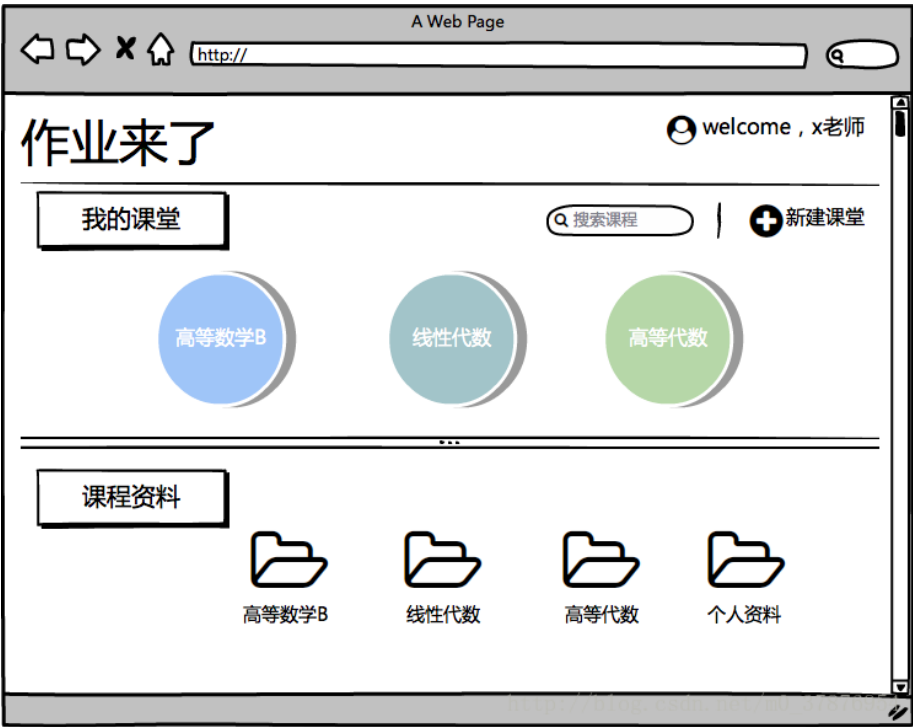 A Web Page
http://
作业来了
welcome，x老师
我的课堂
搜索课程
新建课堂
高等数学B
线性代数
高等代数
课程资料
高等数学B
线性代数
高等代数
个人资料